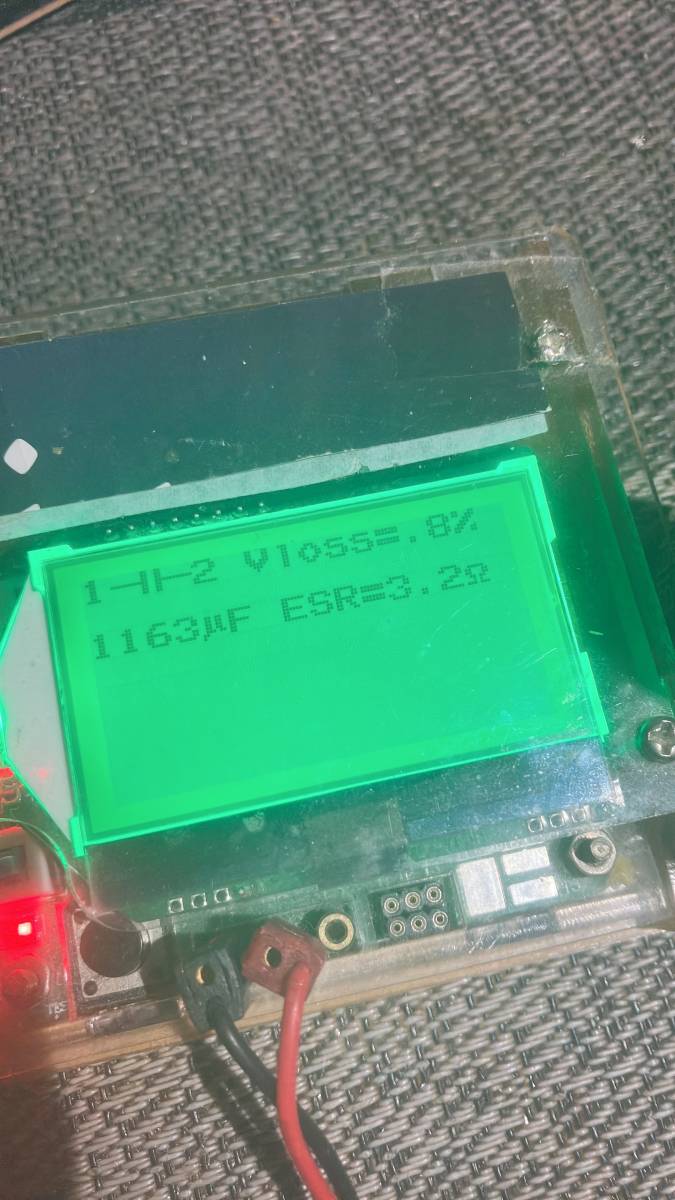 1⊣⊢2 Vloss=.8%
1163µF ESR=3.2Ω